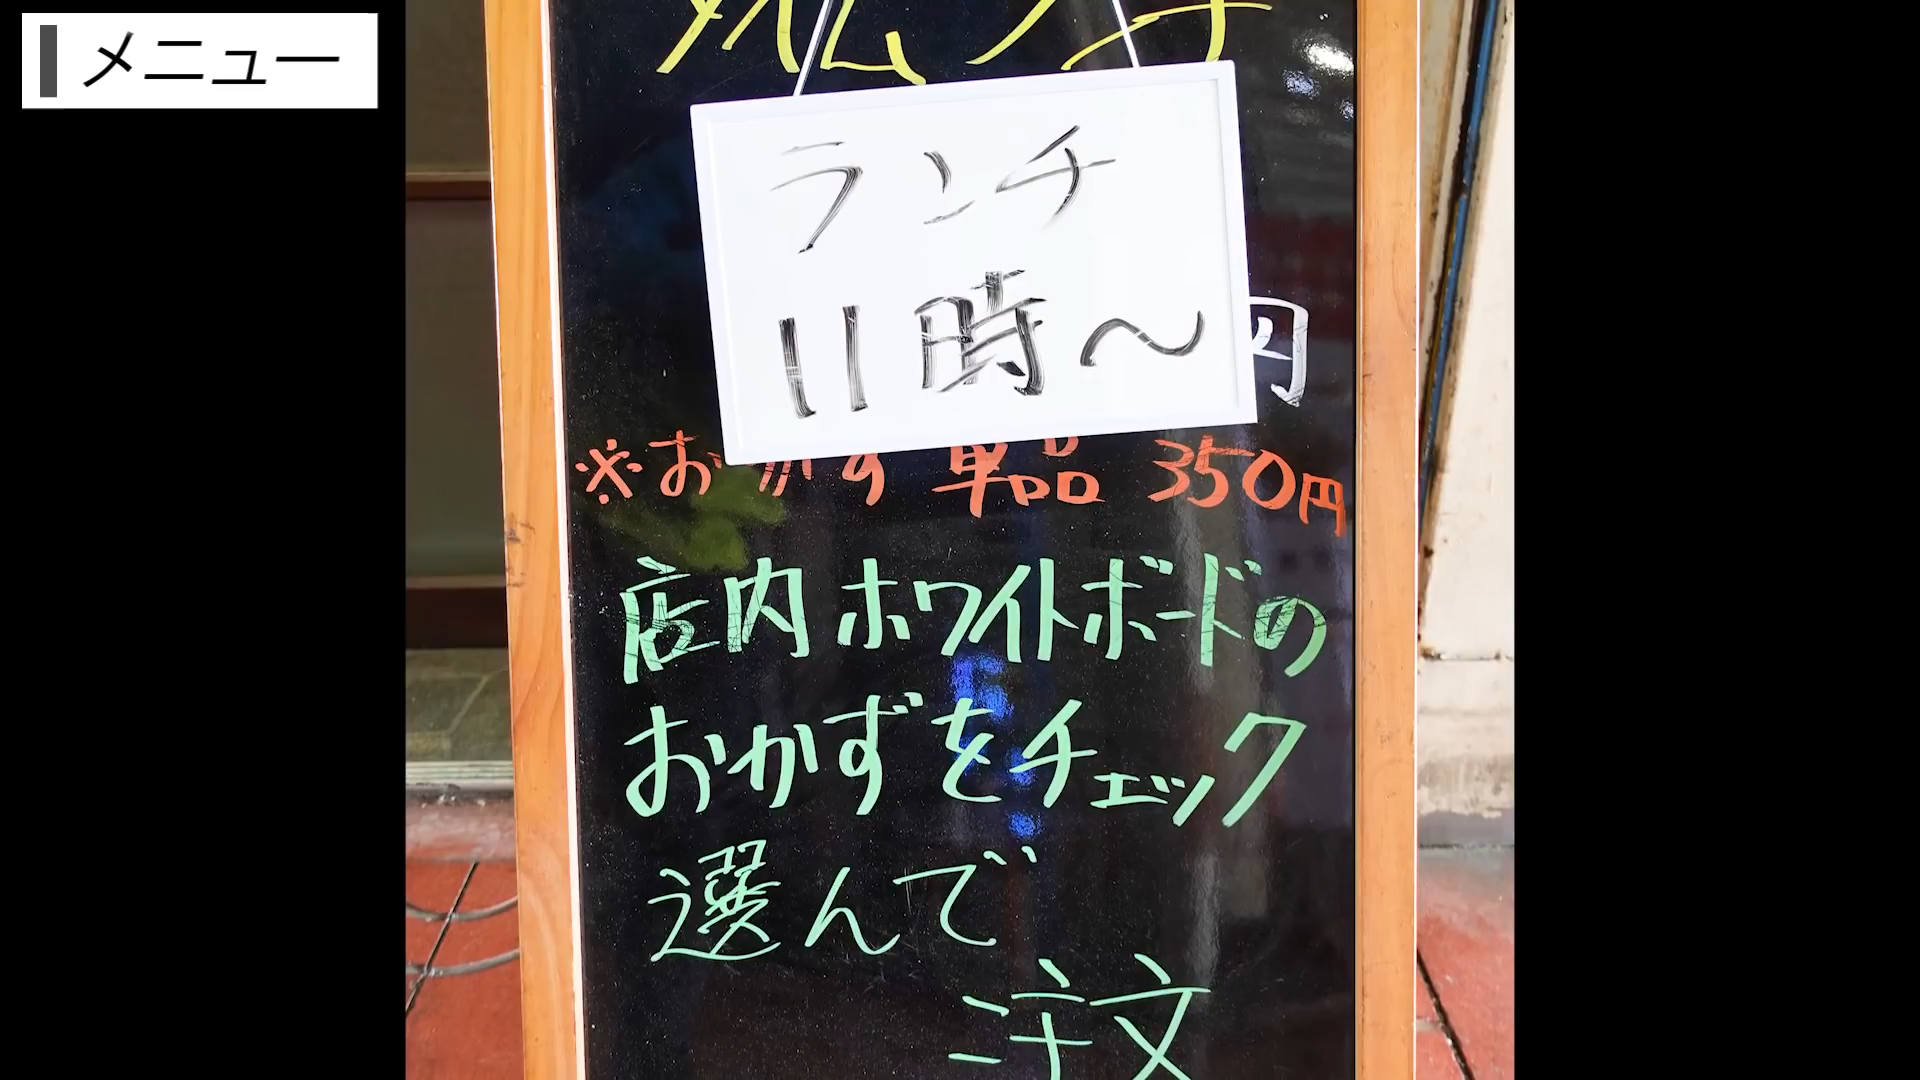 メニュー
ランチ
11時～
円
※おかず 単品 350円
店内ホワイトボードの
おかずをチェック
選んで
注文